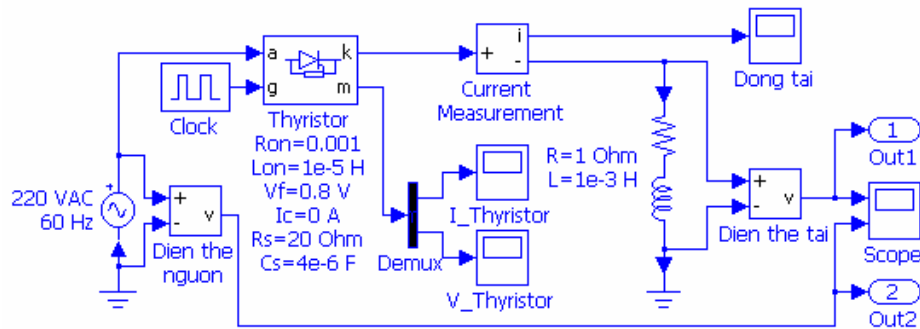 a
k
g
m
+
i
-
Dong tai
Clock
Thyristor
Ron=0.001
Lon=1e-5 H
Vf=0.8 V
Ic=0 A
Rs=20 Ohm
Cs=4e-6 F
Current
Measurement
1
Out1
R=1 Ohm
L=1e-3 H
I_Thyristor
220 VAC
60 Hz
+
+
-
v
Dien the
nguon
Demux
V_Thyristor
+
-
v
Dien the tai
Scope
2
Out2